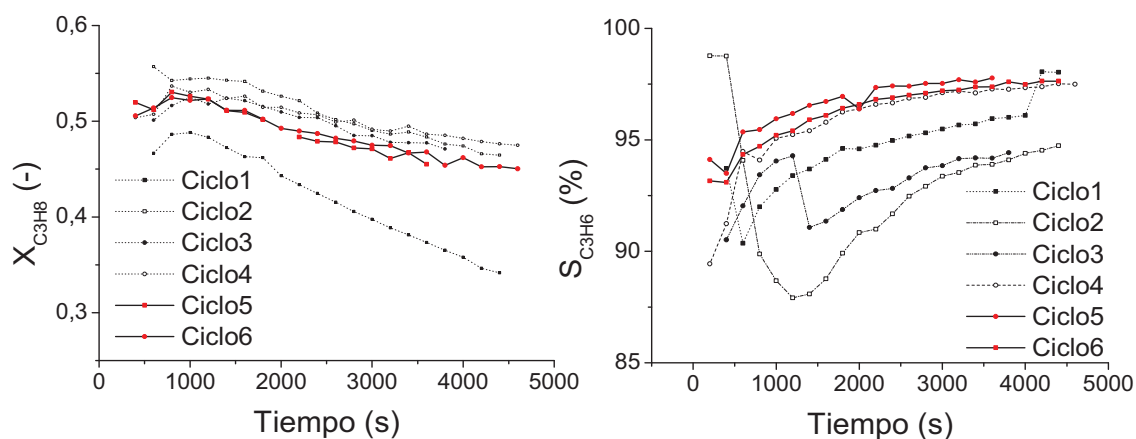 0,6
0,5
0,4
0,3
X_C3H8 (-)
Ciclo1
Ciclo2
Ciclo3
Ciclo4
Ciclo5
Ciclo6
0 1000 2000 3000 4000 5000
Tiempo (s)
100
95
90
85
S_C3H6 (%)
Ciclo1
Ciclo2
Ciclo3
Ciclo4
Ciclo5
Ciclo6
0 1000 2000 3000 4000 5000
Tiempo (s)